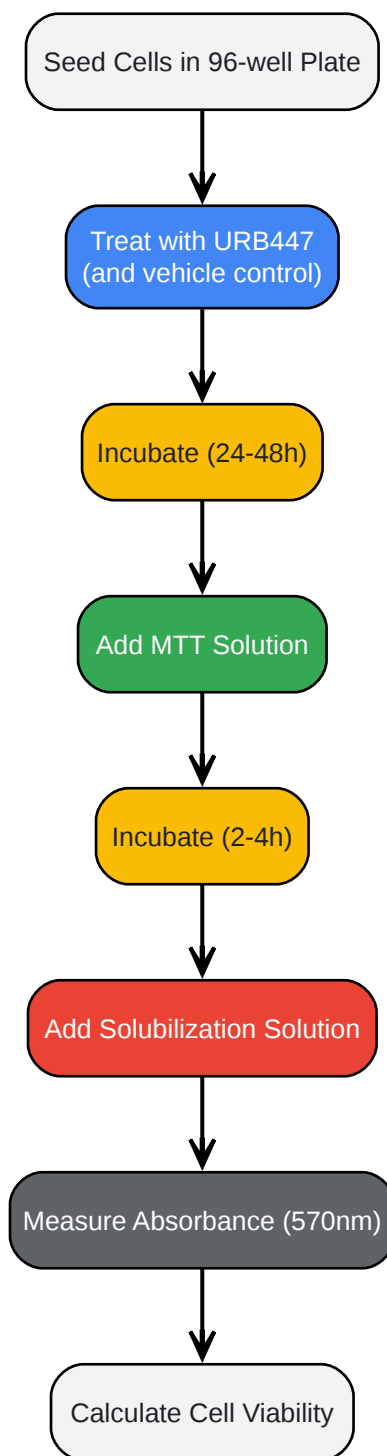 Seed Cells in 96-well Plate
Treat with URB447
(and vehicle control)
Incubate (24-48h)
Add MTT Solution
Incubate (2-4h)
Add Solubilization Solution
Measure Absorbance (570nm)
Calculate Cell Viability